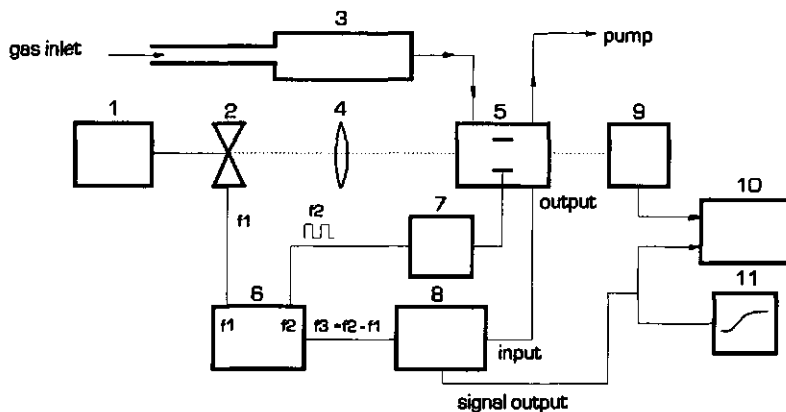 3
gas inlet
pump
1
2
4
5
9
10
output
f1
f2
7
11
6
8
f1
f2
f3 =f2 - f1
input
signal output